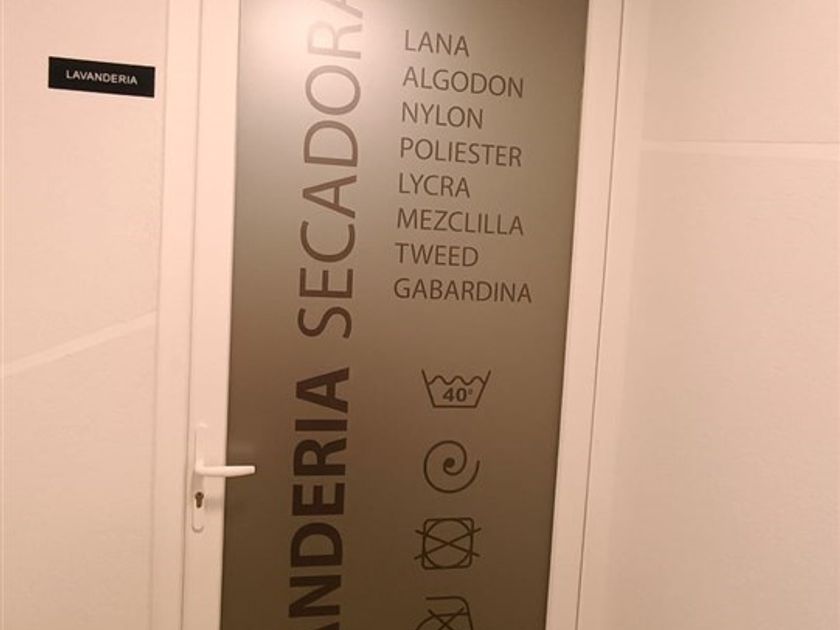 LAVANDERIA
LANA
ALGODON
NYLON
POLIESTER
LYCRA
MEZCLILLA
TWEED
GABARDINA
40°
ANDERIA SECADORA